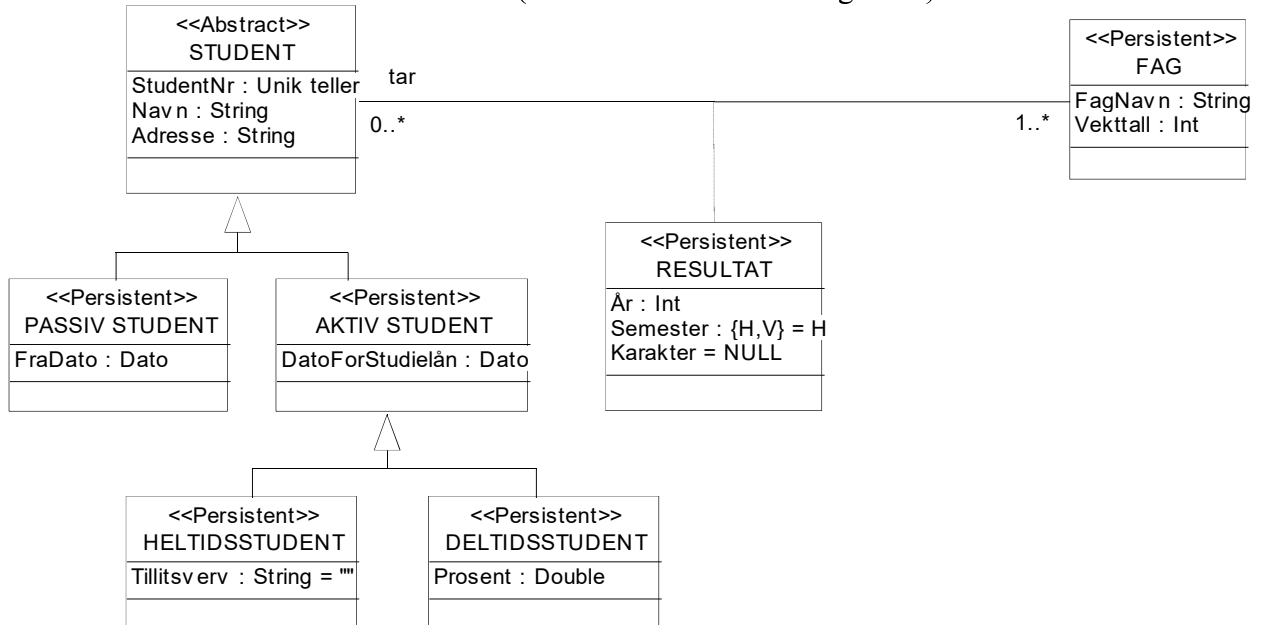 <<Abstract>>
STUDENT
StudentNr : Unik teller
Navn : String
Adresse : String
tar
0..*
1..*
<<Persistent>>
FAG
FagNavn : String
Vekttall : Int
<<Persistent>>
RESULTAT
År : Int
Semester : {H,V} = H
Karakter = NULL
<<Persistent>>
PASSIV STUDENT
FraDato : Dato
<<Persistent>>
AKTIV STUDENT
DatoForStudielån : Dato
<<Persistent>>
HELTIDSSTUDENT
Tillitsverv : String = ""
<<Persistent>>
DELTIDSSTUDENT
Prosent : Double